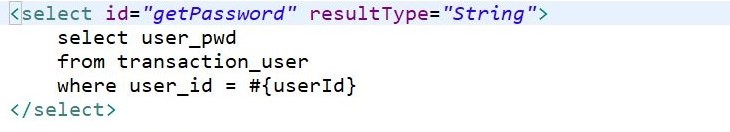 <select id="getPassword" resultType="String">
    select user_pwd
    from transaction_user
    where user_id = #{userId}
</select>